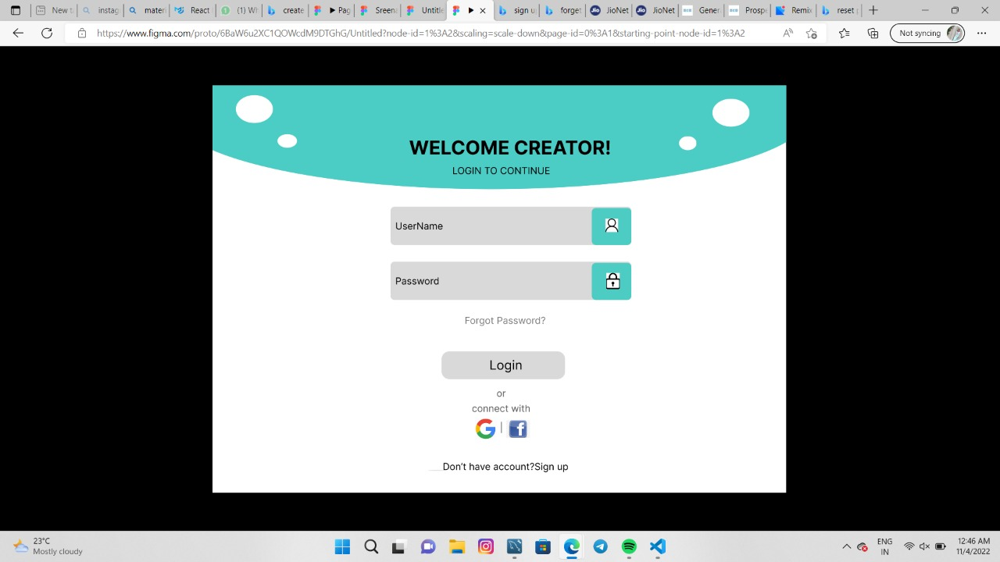 New t
instag
materi
React
(1) W
create
Pag
Screen
Untitle
sign u
forget
JioNet
JioNet
Gener
Prospe
Remix
reset
https://www.figma.com/proto/6BaW6u2XC1QOWcdM9DTGhG/Untitled?node-id=1%3A2&scaling=scale-down&page-id=0%3A1&starting-point-node-id=1%3A2
Not syncing
WELCOME CREATOR!
LOGIN TO CONTINUE
UserName
Password
Forgot Password?
Login
or
connect with
G | f
Don't have account?Sign up
23°C
Mostly cloudy
ENG
IN
12:46 AM
11/4/2022